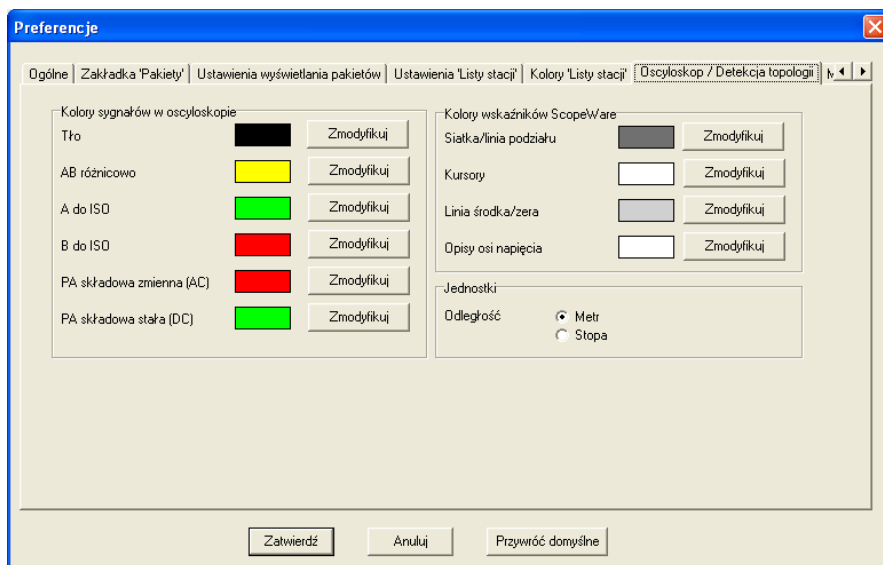 Preferencje
Ogólne Zakładka 'Pakiety' Ustawienia wyświetlania pakietów Ustawienia 'Listy stacji' Kolory 'Listy stacji' Oscyloskop / Detekcja topologii
Kolory sygnałów w oscyloskopie
Tło Zmodyfikuj
AB różnicowo Zmodyfikuj
A do ISO Zmodyfikuj
B do ISO Zmodyfikuj
PA składowa zmienna (AC) Zmodyfikuj
PA składowa stała (DC) Zmodyfikuj
Kolory wskaźników ScopeWare
Siatka/linia podziału Zmodyfikuj
Kursory Zmodyfikuj
Linia środka/zera Zmodyfikuj
Opisy osi napięcia Zmodyfikuj
Jednostki
Odległość Metr
Stopa
Zatwierdź Anuluj Przywróć domyślne